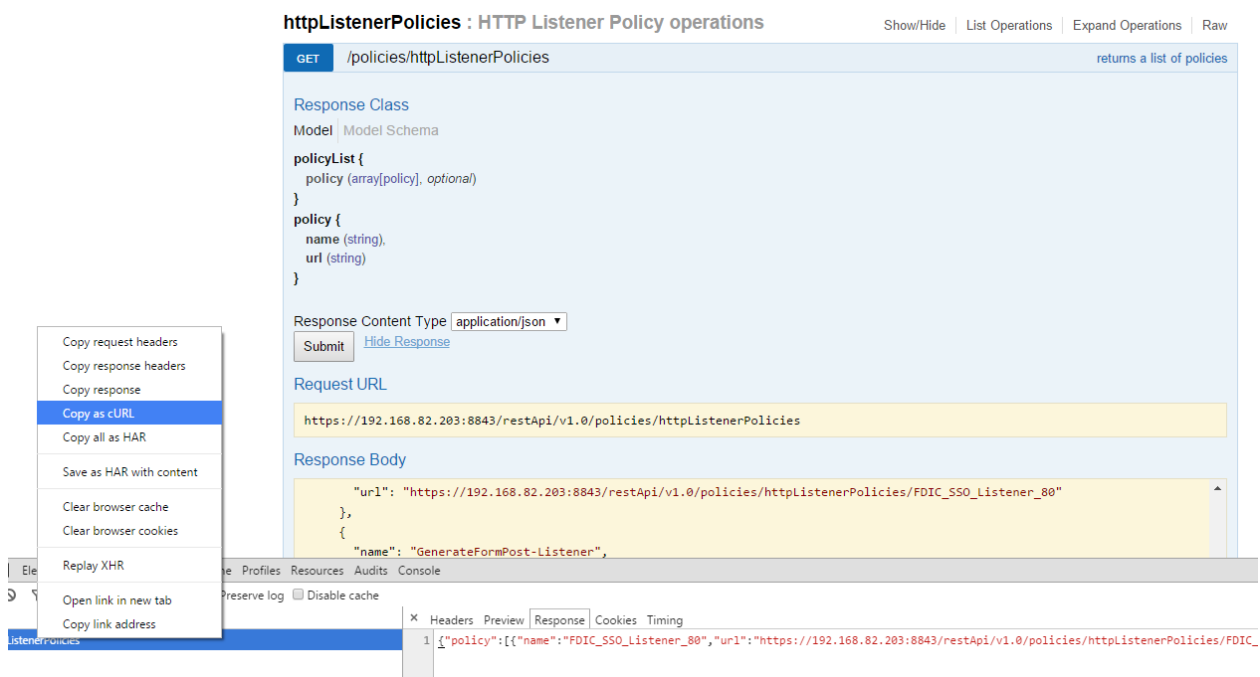 httpListenerPolicies : HTTP Listener Policy operations
Show/Hide List Operations Expand Operations Raw
GET /policies/httpListenerPolicies returns a list of policies
Response Class
Model Model Schema
policyList {
policy (array[policy], optional)
}
policy {
name (string),
url (string)
}
Response Content Type application/json
Submit Hide Response
Request URL
https://192.168.82.203:8843/restApi/v1.0/policies/httpListenerPolicies
Response Body
"url": "https://192.168.82.203:8843/restApi/v1.0/policies/httpListenerPolicies/FDIC_SSO_Listener_80"
},
{
"name": "GenerateFormPost-Listener",
Copy request headers
Copy response headers
Copy response
Copy as cURL
Copy all as HAR
Save as HAR with content
Clear browser cache
Clear browser cookies
Replay XHR
Open link in new tab
Copy link address
Ele ne Profiles Resources Audits Console
Preserve log Disable cache
× Headers Preview Response Cookies Timing
ListenerPolicies
1 {"policy":[{"name":"FDIC_SSO_Listener_80","url":"https://192.168.82.203:8843/restApi/v1.0/policies/httpListenerPolicies/FDIC_